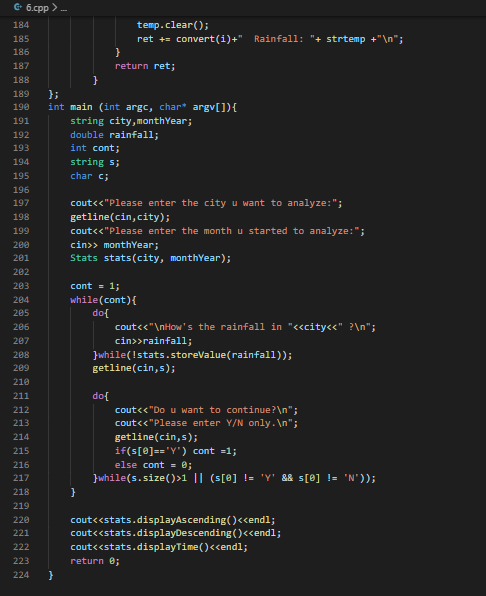 6.cpp > ...
184 temp.clear();
185 ret += convert(i)+"  Rainfall: "+ strtemp +"\n";
186 }
187 return ret;
188 }
189 };
190 int main (int argc, char* argv[]){
191 string city,monthYear;
192 double rainfall;
193 int cont;
194 string s;
195 char c;
196
197 cout<<"Please enter the city u want to analyze:";
198 getline(cin,city);
199 cout<<"Please enter the month u started to analyze:";
200 cin>> monthYear;
201 Stats stats(city, monthYear);
202
203 cont = 1;
204 while(cont){
205 do{
206 cout<<"\nHow's the rainfall in "<<city<<" ?\n";
207 cin>>rainfall;
208 }while(!stats.storeValue(rainfall));
209 getline(cin,s);
210
211 do{
212 cout<<"Do u want to continue?\n";
213 cout<<"Please enter Y/N only.\n";
214 getline(cin,s);
215 if(s[0]=='Y') cont =1;
216 else cont = 0;
217 }while(s.size()>1 || (s[0] != 'Y' && s[0] != 'N'));
218 }
219
220 cout<<stats.displayAscending()<<endl;
221 cout<<stats.displayDescending()<<endl;
222 cout<<stats.displayTime()<<endl;
223 return 0;
224 }